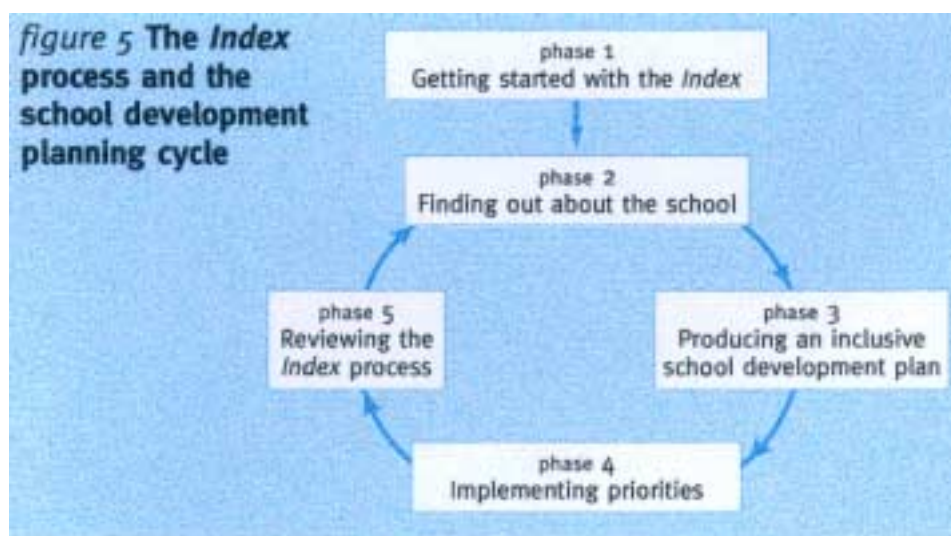 figure 5 The Index
process and the
school development
planning cycle
phase 1
Getting started with the Index
phase 2
Finding out about the school
phase 3
Producing an inclusive
school development plan
phase 4
Implementing priorities
phase 5
Reviewing the
Index process